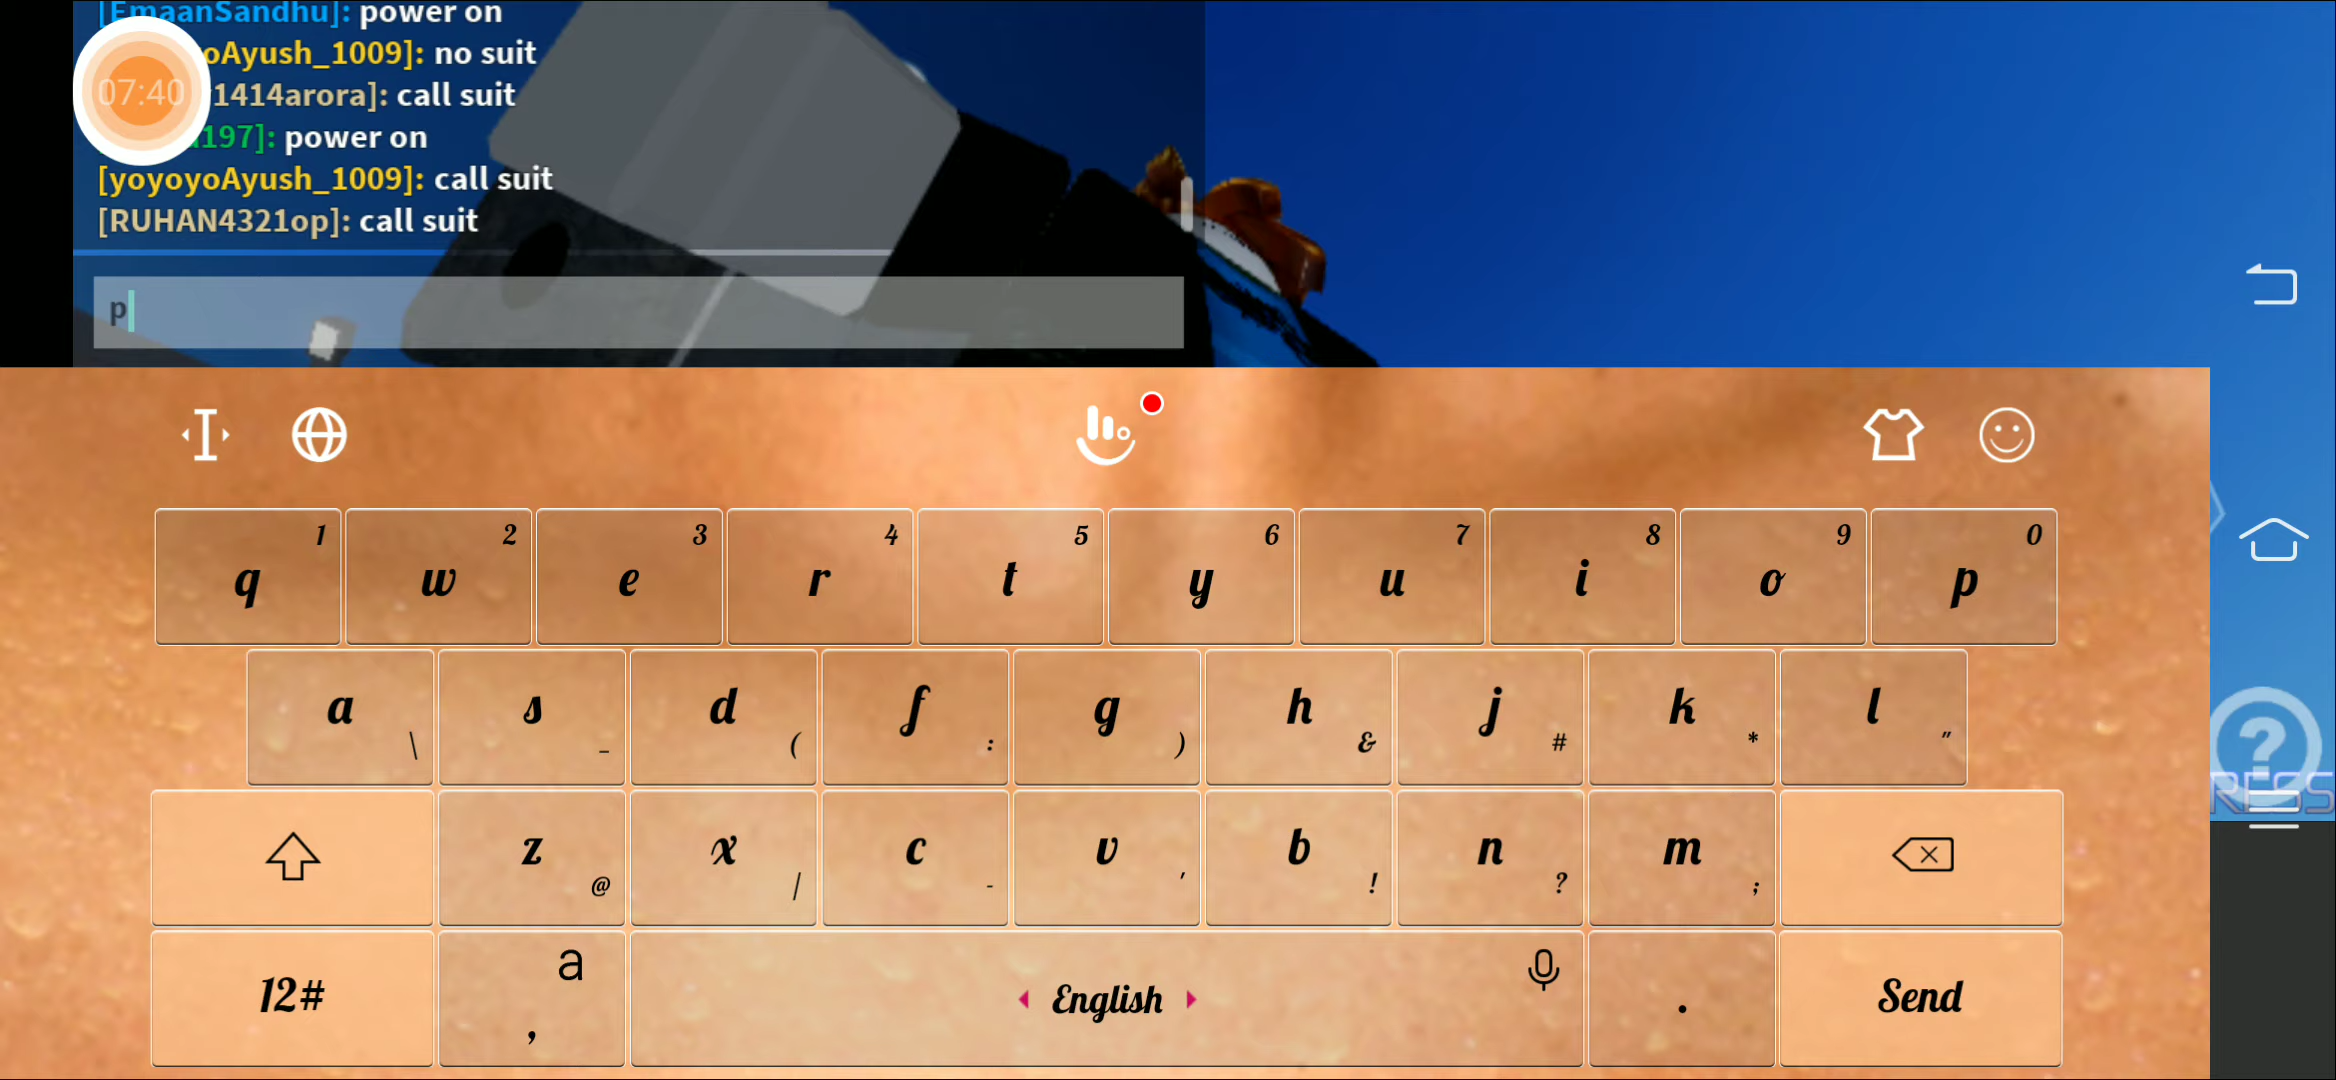 [EmaanSandhu]: power on
oAyush_1009]: no suit
07:40
1414arora]: call suit
197]: power on
[yoyoyoAyush_1009]: call suit
[RUHAN4321op]: call suit
p
1 2 3 4 5 6 7 8 9 0
q w e r t y u i o p
a s d f g h j k l
\ _ ( : ) & # * "
z x c v b n m
@ / - ' ! ? ;
12# a , English . Send
?
RESS